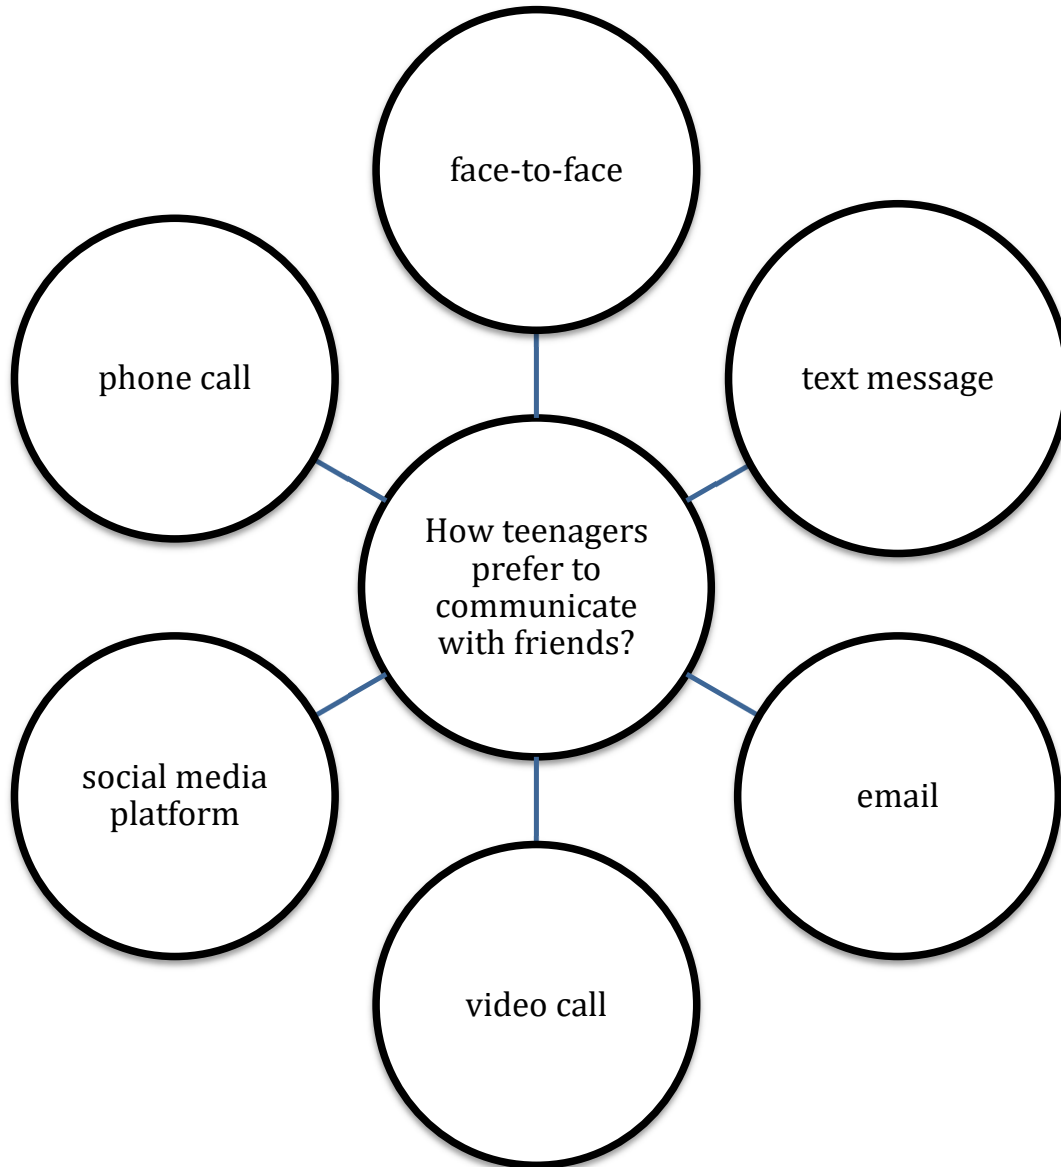 face-to-face
phone call
text message
How teenagers
prefer to
communicate
with friends?
social media
platform
email
video call